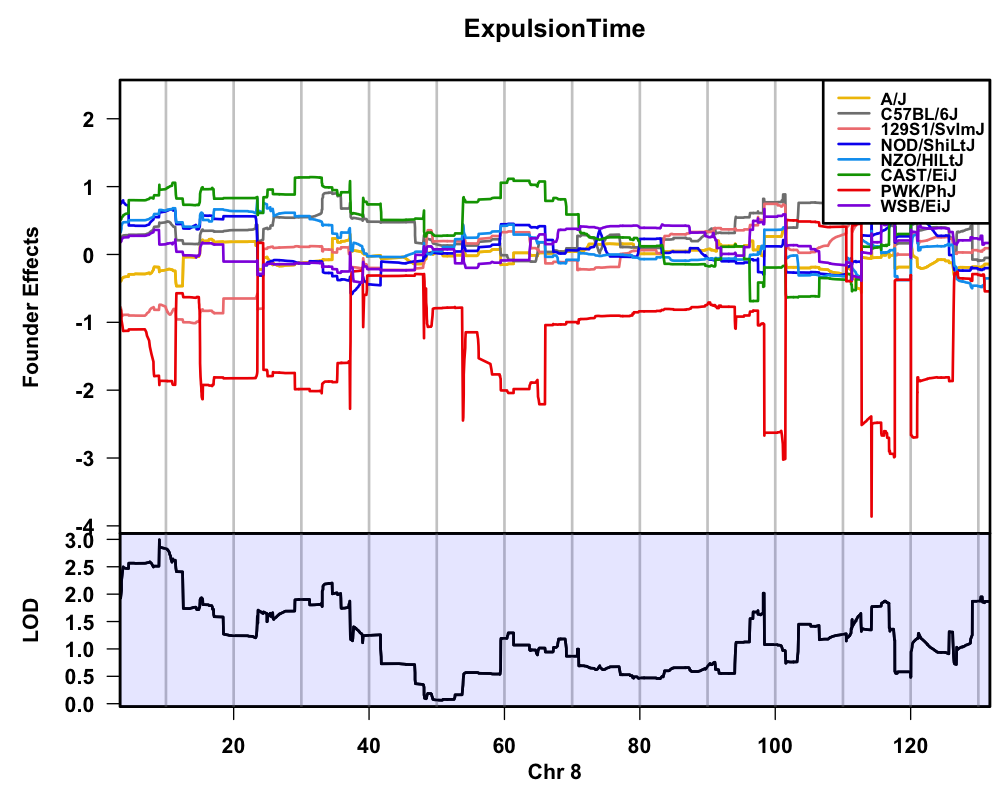 ExpulsionTime
A/J
C57BL/6J
129S1/SvImJ
NOD/ShiLtJ
NZO/HlLtJ
CAST/EiJ
PWK/PhJ
WSB/EiJ
Founder Effects
2
1
0
-1
-2
-3
-4
LOD
3.0
2.5
2.0
1.5
1.0
0.5
0.0
20 40 60 80 100 120
Chr 8